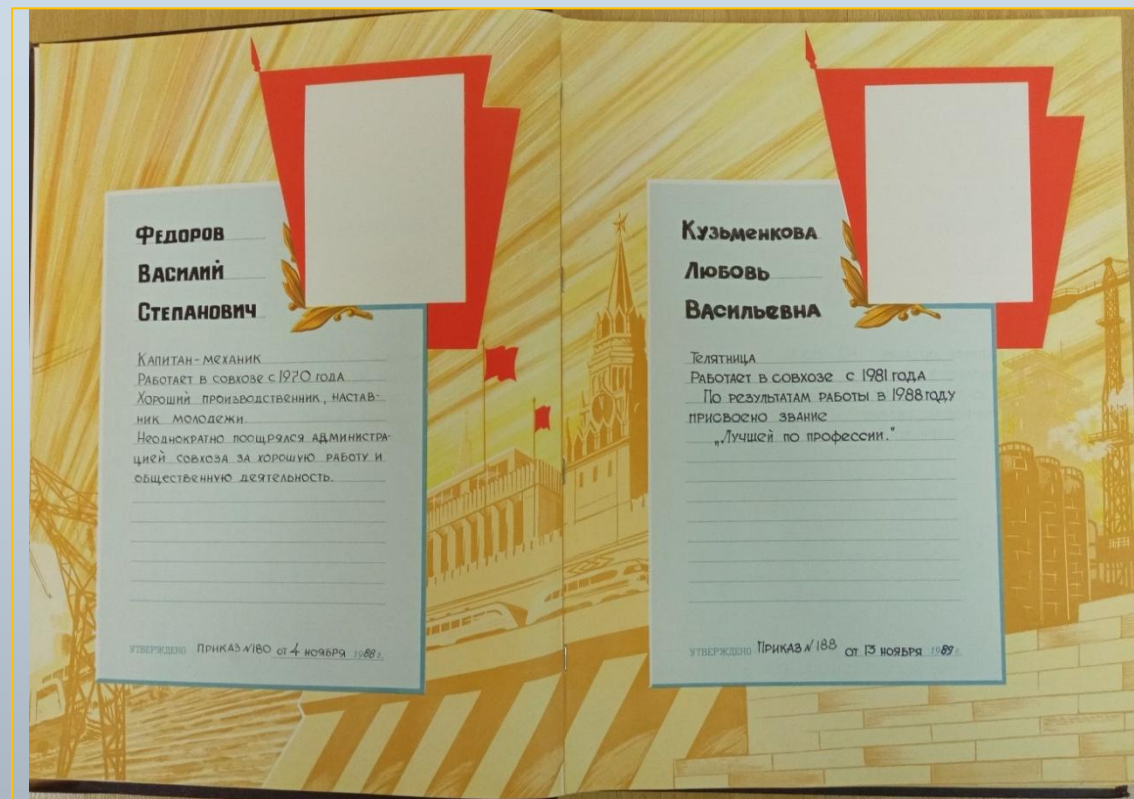 Федоров
Василий
Степанович
Капитан-механик
Работает в совхозе с 1970 года
Хороший производственник, настав-
ник молодежи.
Неоднократно поощрялся администра-
цией совхоза за хорошую работу и
общественную деятельность.
УТВЕРЖДЕНО Приказ №180 от 4 ноября 1988 г.
Кузьменкова
Любовь
Васильевна
Телятница
Работает в совхозе с 1981 года
По результатам работы в 1988 году
присвоено звание
„Лучшей по профессии."
УТВЕРЖДЕНО Приказ №188 от 13 ноября 1989 г.